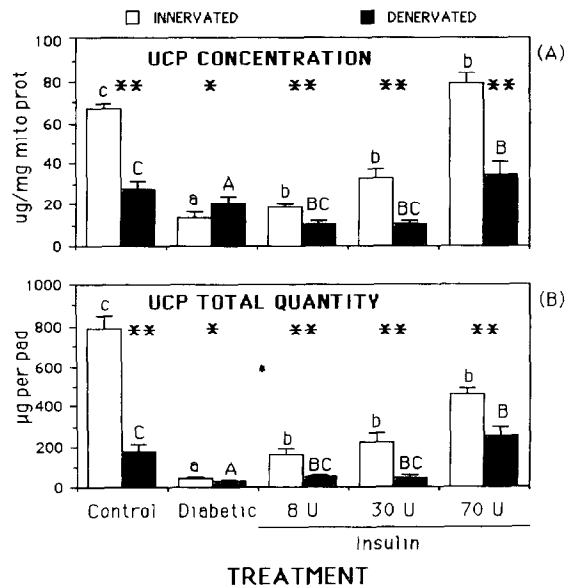 INNERVATED DENERVATED
(A)
UCP CONCENTRATION
ug/mg mito prot
100
80
60
40
20
0
c ** C
a * A
b ** BC
b ** BC
b ** B
(B)
UCP TOTAL QUANTITY
µg per pad
1000
800
600
400
200
0
c ** C
a * A
b ** BC
b ** BC
b ** B
Control Diabetic 8 U 30 U 70 U
Insulin
TREATMENT